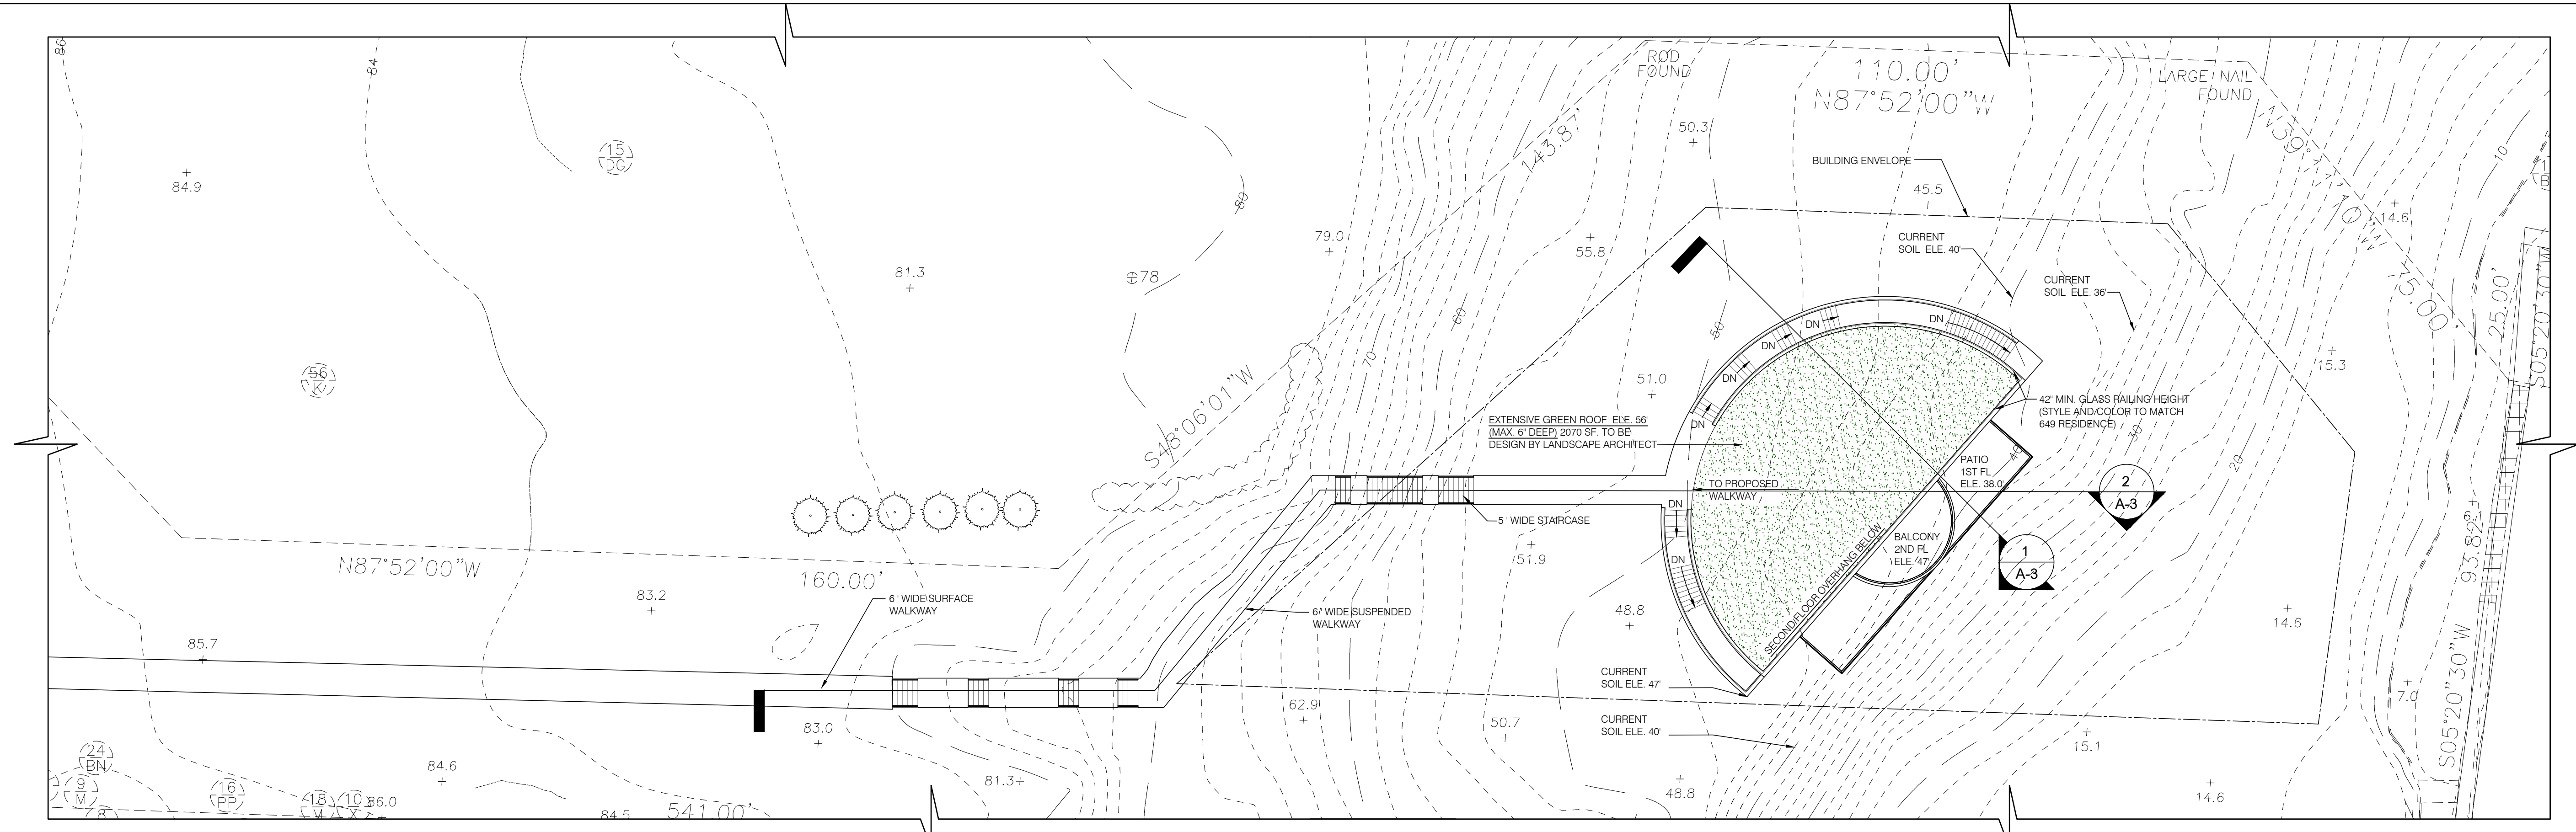 86
84
15
DG
84.9
56
K
81.3
78
80
79.0
ROD
FOUND
110.00'
N87°52'00"W
LARGE NAIL
FOUND
143.87'
50.3
BUILDING ENVELOPE
45.5
55.8
CURRENT
SOIL ELE. 40'
CURRENT
SOIL ELE. 36'
14.6
10
75.00'
25.00'
S05°20'30"W
15.3
60
70
50
51.0
DN
DN
DN
DN
DN
EXTENSIVE GREEN ROOF ELE. 56'
(MAX. 6" DEEP) 2070 SF. TO BE
DESIGN BY LANDSCAPE ARCHITECT
42" MIN. GLASS RAILING HEIGHT
(STYLE AND/COLOR TO MATCH
649 RESIDENCE)
30
40
20
PATIO
1ST FL
ELE. 38.0'
TO PROPOSED
WALKWAY
2
A-3
S48°06'01"W
5 ' WIDE STAIRCASE
DN
DN
51.9
BALCONY
2ND FL
ELE. 47'
1
A-3
SECOND FLOOR OVERHANG BELOW
6.1
93.82'
N87°52'00"W
160.00'
83.2
6 ' WIDE SURFACE
WALKWAY
6' WIDE SUSPENDED
WALKWAY
48.8
14.6
85.7
CURRENT
SOIL ELE. 47'
7.0
S05°20'30"W
62.9
50.7
CURRENT
SOIL ELE. 40'
83.0
15.1
24
BN
9
M
8
16
PP
18
M
10
X
86.0
84.6
84.5
541.00'
81.3
48.8
14.6